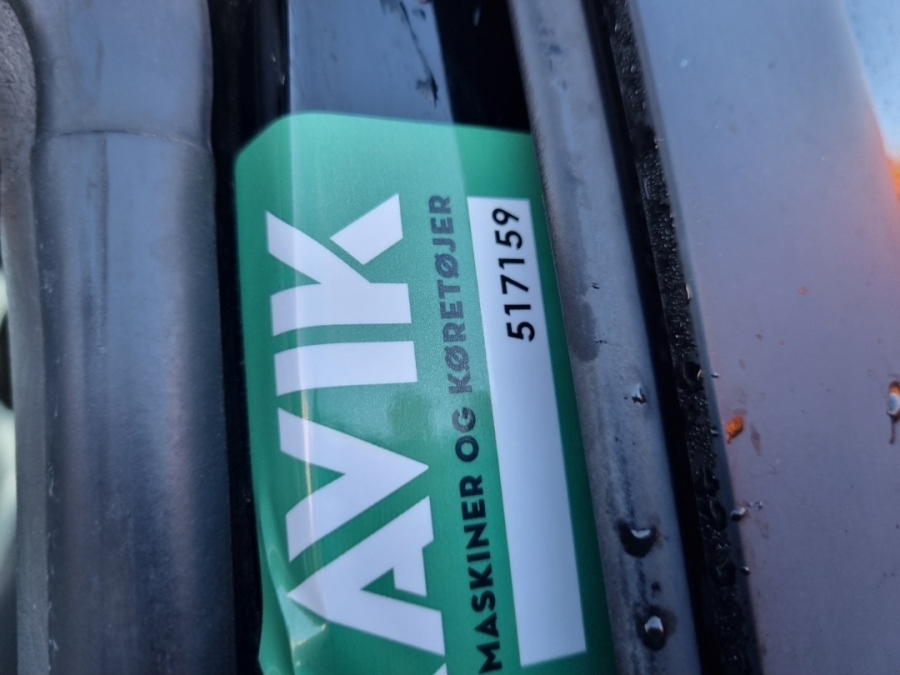 AVIK
MASKINER OG KØRETØJER
517159